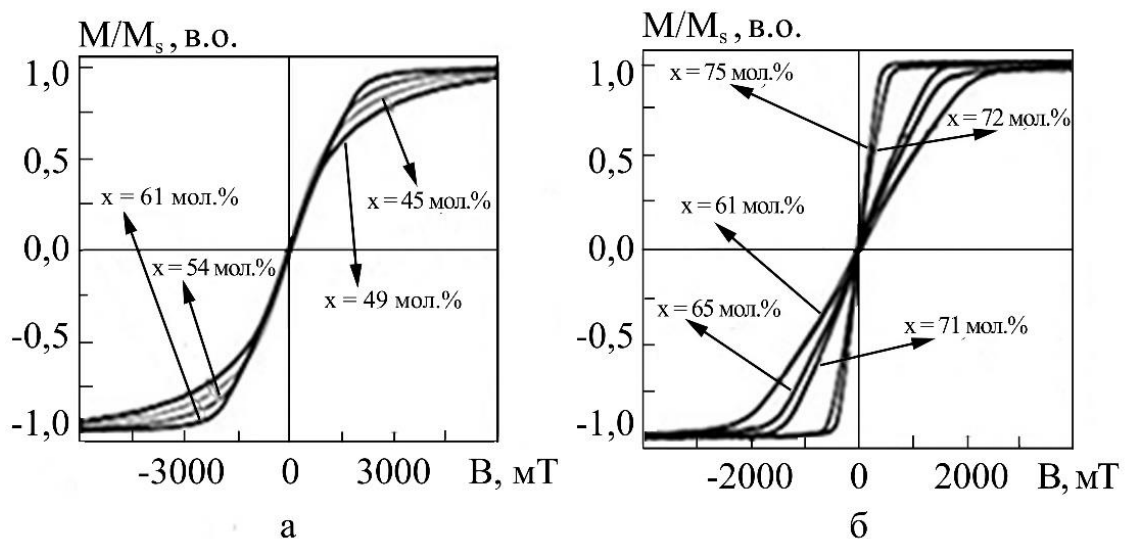 M/Mₛ , в.о.
1,0
0,5
x = 61 мол.%
x = 45 мол.%
0,0
x = 54 мол.%
x = 49 мол.%
-0,5
-1,0
-3000 0 3000 В, мТ
а
M/Mₛ , в.о.
1,0
x = 75 мол.%
x = 72 мол.%
0,5
x = 61 мол.%
0,0
x = 65 мол.%
x = 71 мол.%
-0,5
-1,0
-2000 0 2000 В, мТ
б